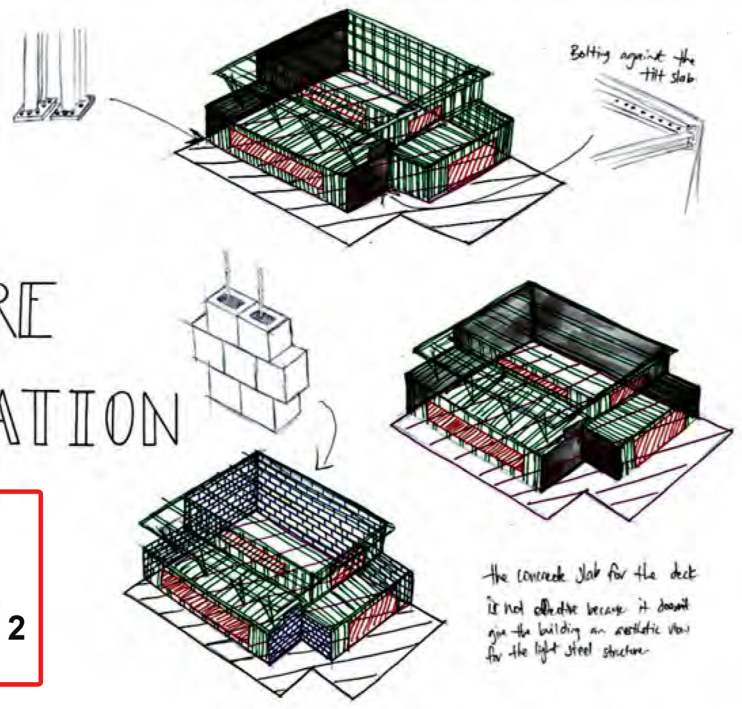 Bolting against the
tilt slab
RE
ATION
2
the concrete slab for the deck
is not effective because it doesnt
give the building an aesthetic view
for the light steel structure